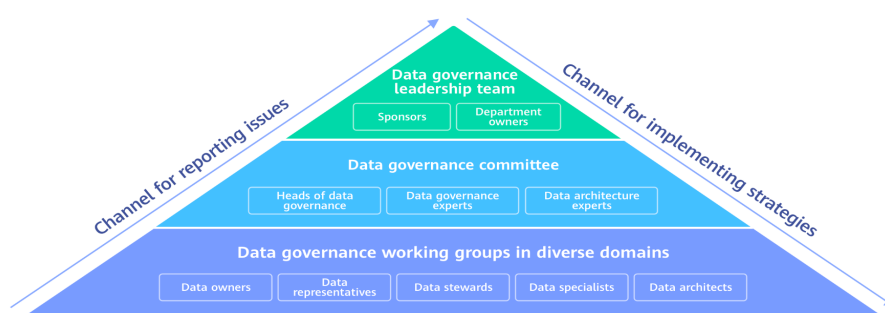 Data governance
leadership team
Sponsors
Department
owners
Channel for reporting issues
Channel for implementing strategies
Data governance committee
Heads of data
governance
Data governance
experts
Data architecture
experts
Data governance working groups in diverse domains
Data owners
Data
representatives
Data stewards
Data specialists
Data architects